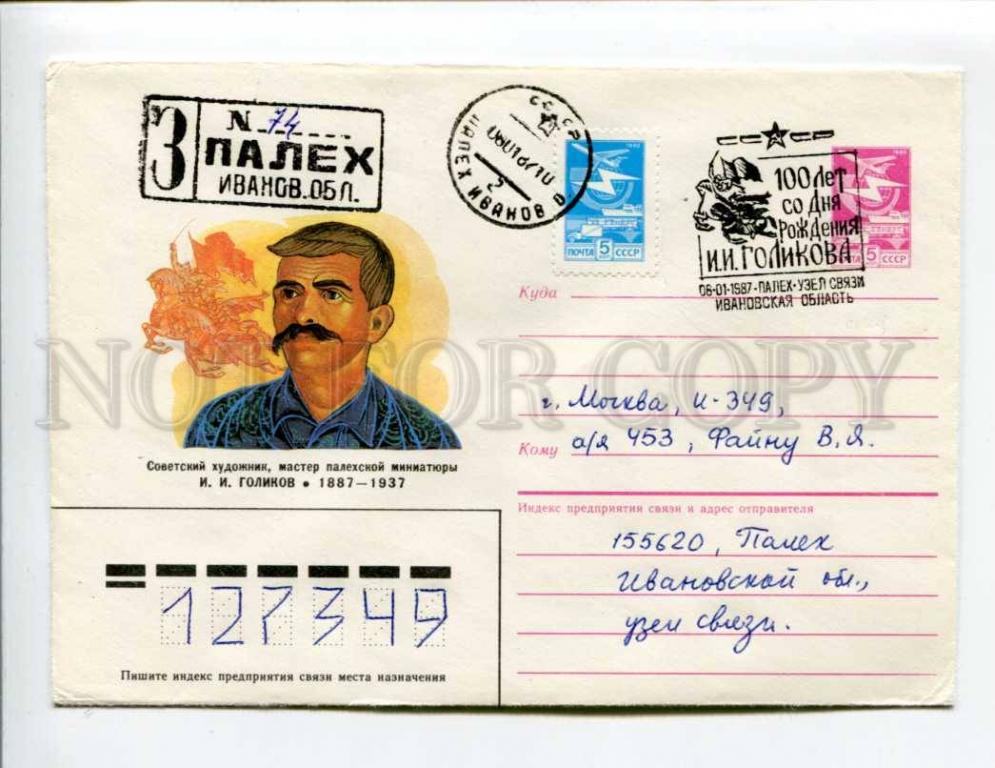 З
N 74
ПАЛЕХ
ИВАНОВ.ОБЛ.
СССР
ПАЛЕХ ИВАНОВ О
2
1982
ПОЧТА 5 СССР
100 лет
со дня
рождения
И.И. ГОЛИКОВА
06-01-1987·ПАЛЕХ·УЗЕЛ СВЯЗИ
ИВАНОВСКАЯ ОБЛАСТЬ
ПОЧТА 5 СССР
Куда
г. Москва, И-349,
Кому а/я 453, Файну В.Я.
NOT FOR COPY
Советский художник, мастер палехской миниатюры
И. И. ГОЛИКОВ • 1887—1937
Индекс предприятия связи и адрес отправителя
155620, Палех
Ивановской обл.,
узел связи.
127349
Пишите индекс предприятия связи места назначения